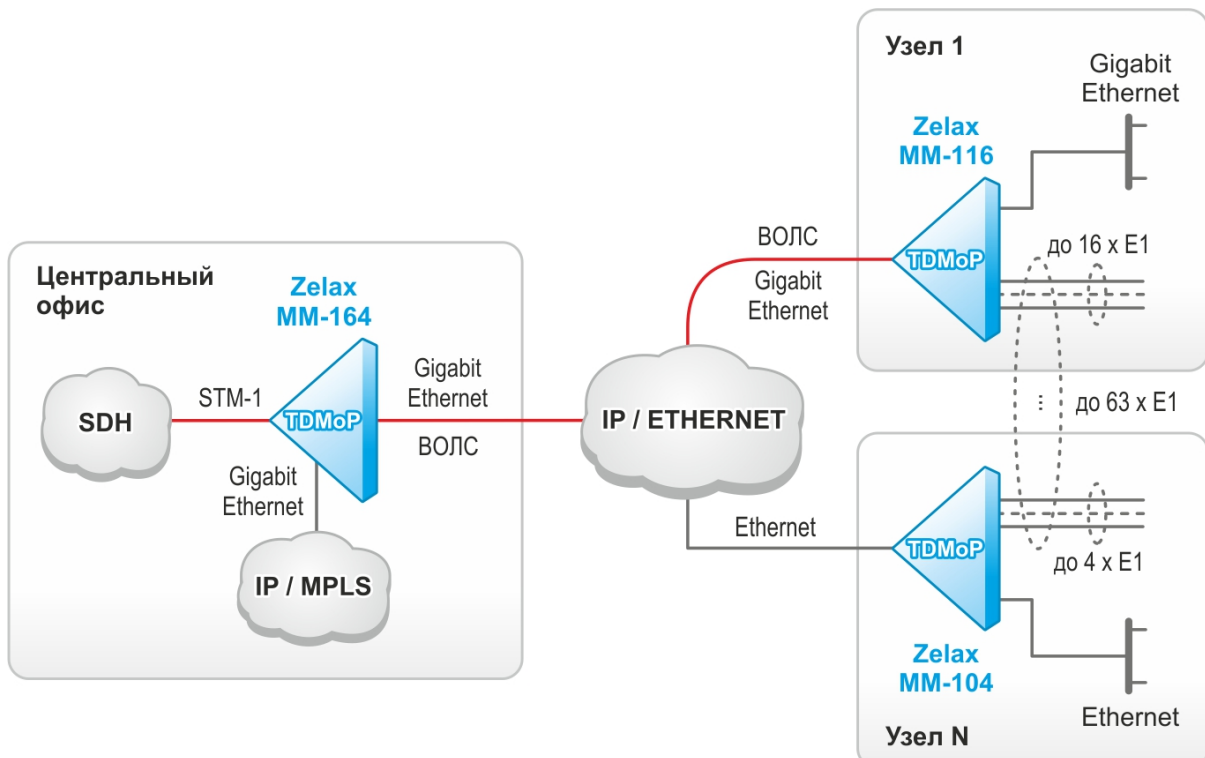 Центральный
офис
Zelax
MM-164
SDH
STM-1
TDMoP
Gigabit
Ethernet
ВОЛС
Gigabit
Ethernet
IP / MPLS
IP / ETHERNET
ВОЛС
Gigabit
Ethernet
Ethernet
Узел 1
Gigabit
Ethernet
Zelax
MM-116
TDMoP
до 16 x E1
... до 63 x E1
TDMoP
до 4 x E1
Zelax
MM-104
Ethernet
Узел N